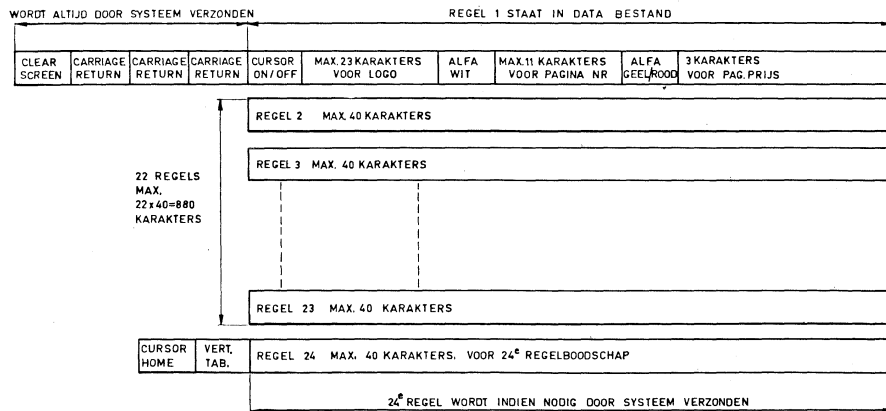 WORDT ALTIJD DOOR SYSTEEM VERZONDEN
REGEL 1 STAAT IN DATA BESTAND
CLEAR SCREEN
CARRIAGE RETURN
CARRIAGE RETURN
CARRIAGE RETURN
CURSOR ON/OFF
MAX. 23 KARAKTERS VOOR LOGO
ALFA WIT
MAX. 11 KARAKTERS VOOR PAGINA NR
ALFA GEEL/ROOD
3 KARAKTERS VOOR PAG. PRIJS
REGEL 2 MAX. 40 KARAKTERS
REGEL 3 MAX. 40 KARAKTERS
22 REGELS
MAX.
22x40=880
KARAKTERS
REGEL 23 MAX. 40 KARAKTERS
CURSOR HOME
VERT. TAB.
REGEL 24 MAX. 40 KARAKTERS. VOOR 24e REGELBOODSCHAP
24e REGEL WORDT INDIEN NODIG DOOR SYSTEEM VERZONDEN